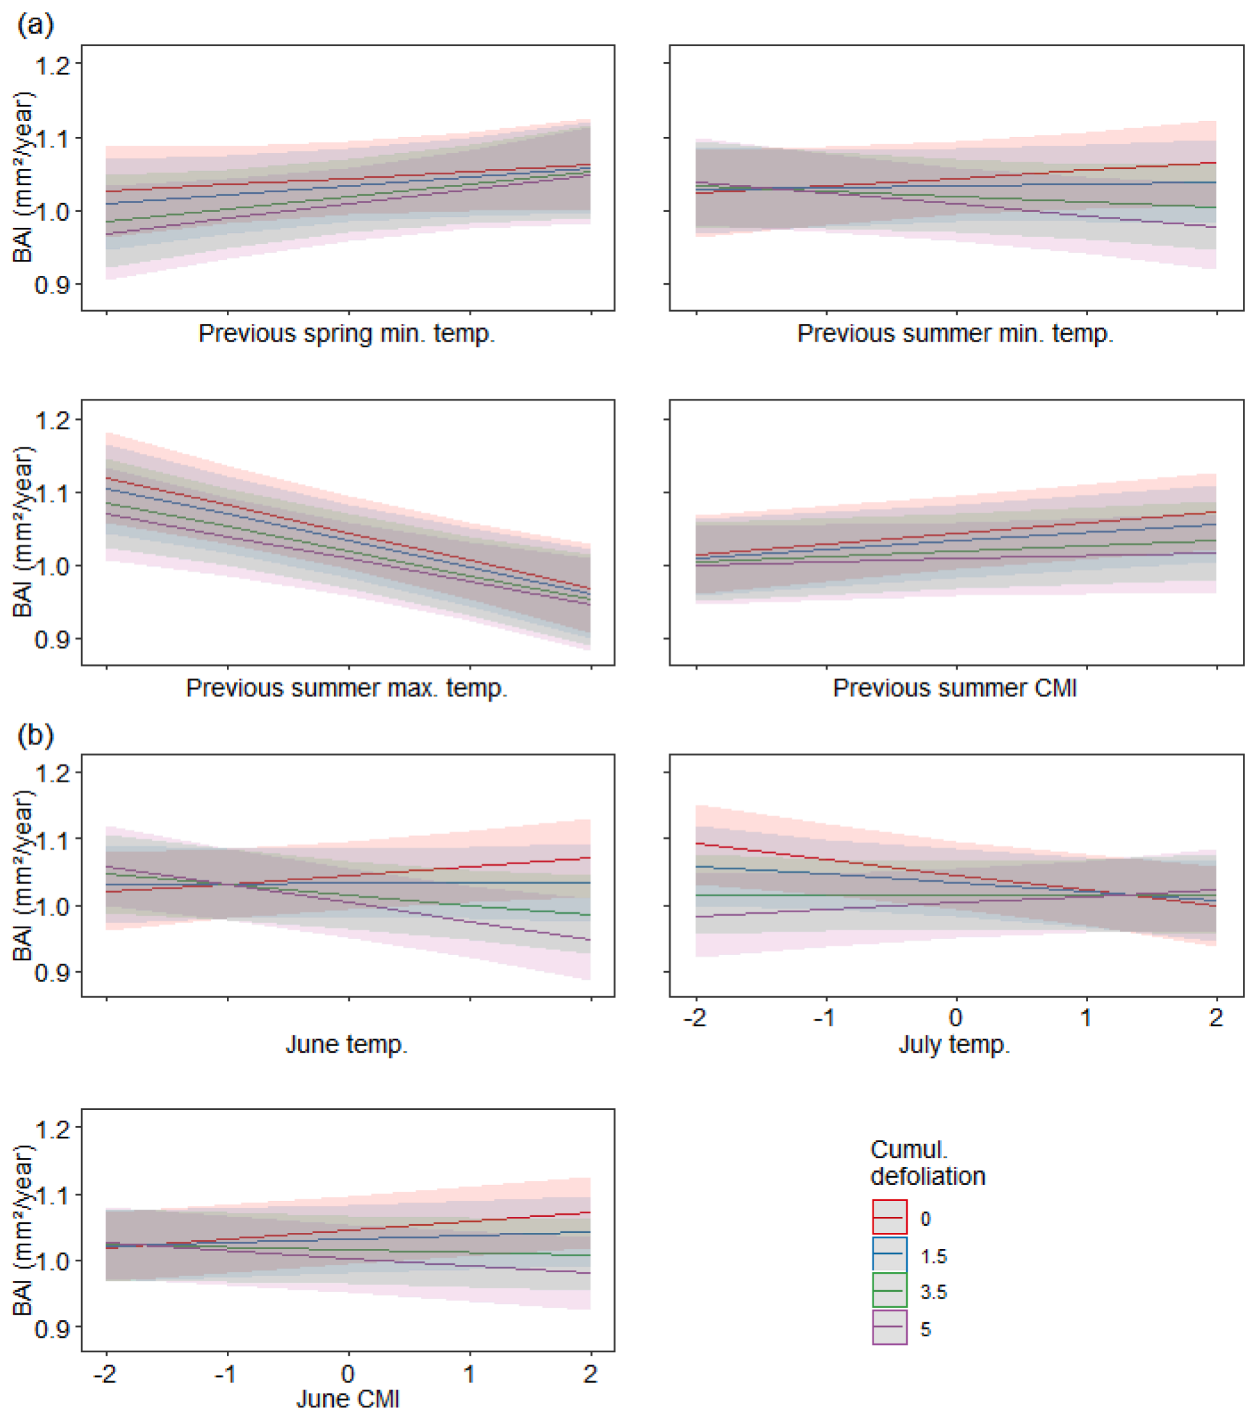 (a)
BAI (mm²/year)
1.2
1.1
1.0
0.9
Previous spring min. temp.
Previous summer min. temp.
BAI (mm²/year)
1.2
1.1
1.0
0.9
Previous summer max. temp.
Previous summer CMI
(b)
BAI (mm²/year)
1.2
1.1
1.0
0.9
June temp.
-2 -1 0 1 2
July temp.
BAI (mm²/year)
1.2
1.1
1.0
0.9
-2 -1 0 1 2
June CMI
Cumul.
defoliation
0
1.5
3.5
5